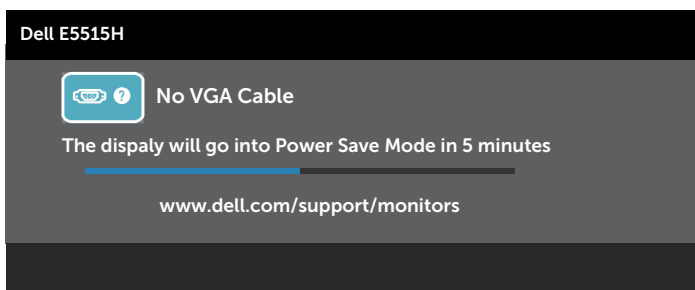 Dell E5515H
No VGA Cable
The dispaly will go into Power Save Mode in 5 minutes
www.dell.com/support/monitors